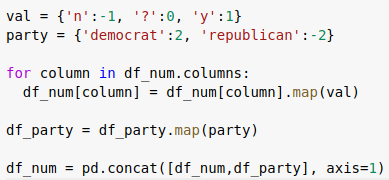 val = {'n':-1, '?':0, 'y':1}
party = {'democrat':2, 'republican':-2}
for column in df_num.columns:
  df_num[column] = df_num[column].map(val)
df_party = df_party.map(party)
df_num = pd.concat([df_num,df_party], axis=1)